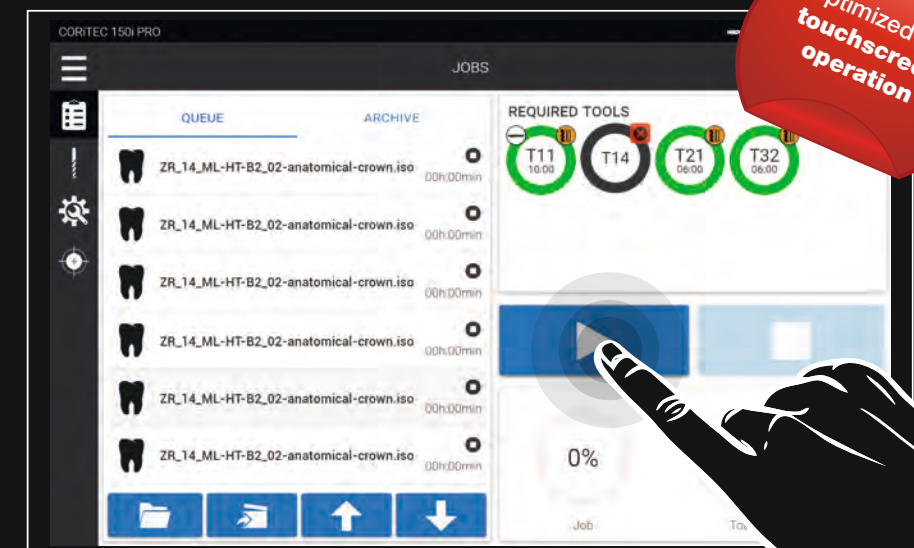 CORiTEC 150i PRO
touchscreen
operation
JOBS
QUEUE
ARCHIVE
ZR_14_ML-HT-B2_02-anatomical-crown.iso
00h:00min
ZR_14_ML-HT-B2_02-anatomical-crown.iso
00h:00min
ZR_14_ML-HT-B2_02-anatomical-crown.iso
00h:00min
ZR_14_ML-HT-B2_02-anatomical-crown.iso
00h:00min
ZR_14_ML-HT-B2_02-anatomical-crown.iso
00h:00min
ZR_14_ML-HT-B2_02-anatomical-crown.iso
00h:00min
REQUIRED TOOLS
T11
10:00
T14
T21
06:00
T32
06:00
0%
Job